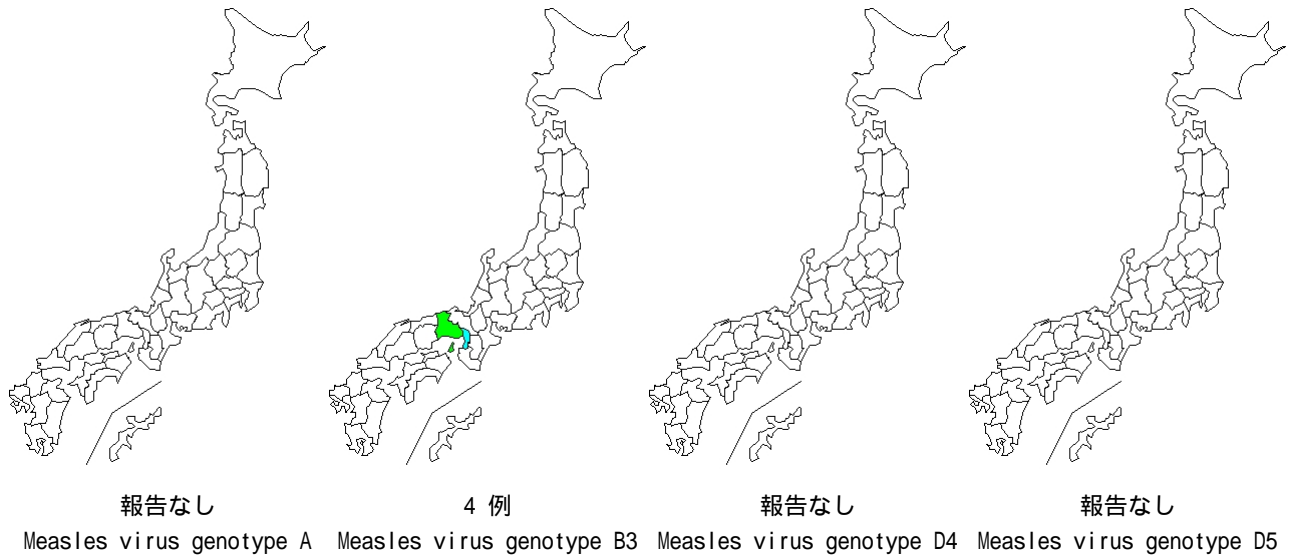 報告なし 4 例 報告なし 報告なし
Measles virus genotype A Measles virus genotype B3 Measles virus genotype D4 Measles virus genotype D5